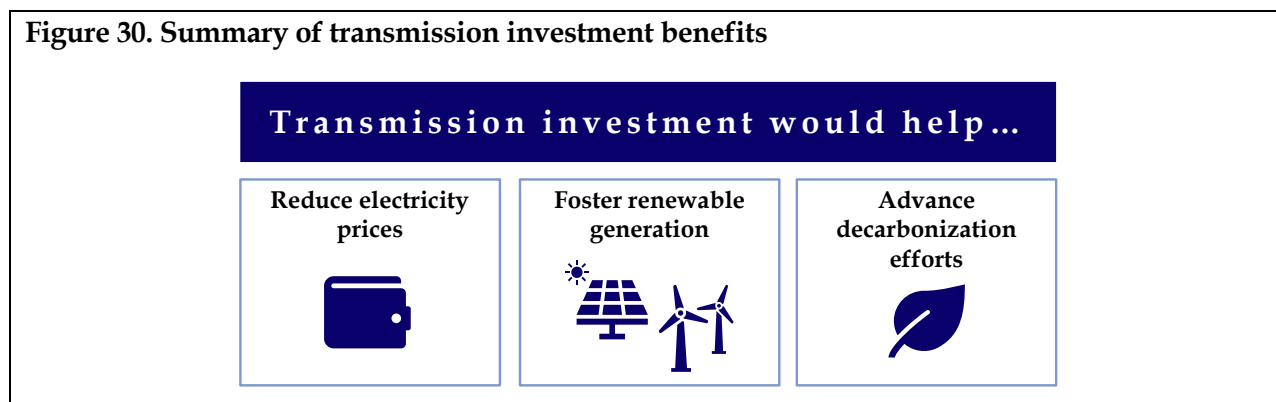 Figure 30. Summary of transmission investment benefits
Transmission investment would help...
Reduce electricity
prices
Foster renewable
generation
Advance
decarbonization
efforts